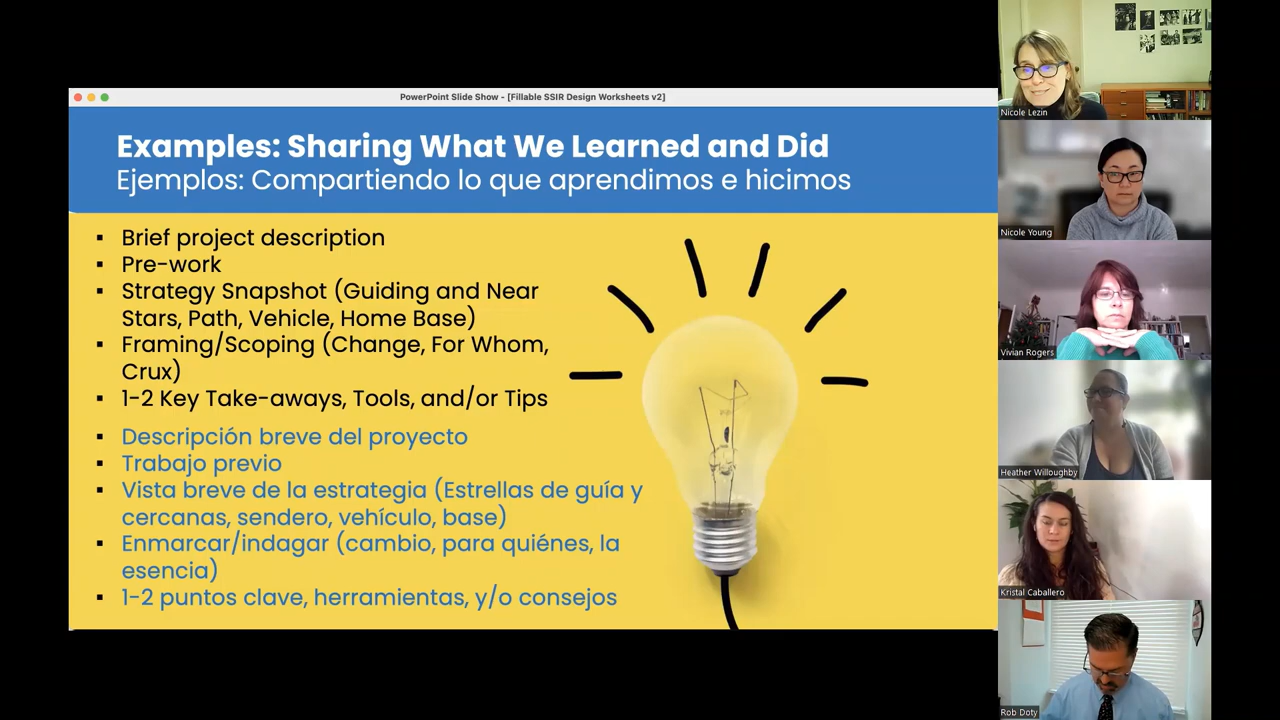 PowerPoint Slide Show - [Fillable SSIR Design Worksheets v2]
Examples: Sharing What We Learned and Did
Ejemplos: Compartiendo lo que aprendimos e hicimos
▪ Brief project description
▪ Pre-work
▪ Strategy Snapshot (Guiding and Near
Stars, Path, Vehicle, Home Base)
▪ Framing/Scoping (Change, For Whom,
Crux)
▪ 1-2 Key Take-aways, Tools, and/or Tips
▪ Descripción breve del proyecto
▪ Trabajo previo
▪ Vista breve de la estrategia (Estrellas de guía y
cercanas, sendero, vehículo, base)
▪ Enmarcar/indagar (cambio, para quiénes, la
esencia)
▪ 1-2 puntos clave, herramientas, y/o consejos
Nicole Lezin
Nicole Young
Vivian Rogers
Heather Willoughby
Kristal Caballero
Rob Doty